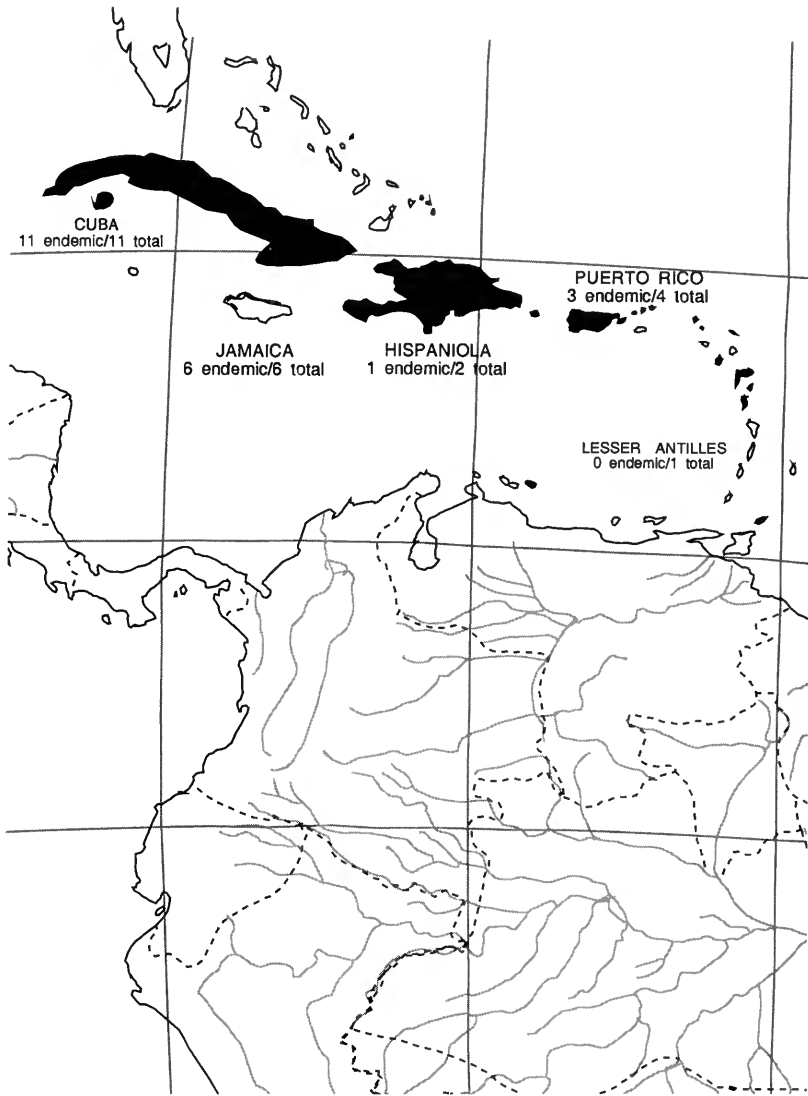 CUBA
11 endemic/11 total
PUERTO RICO
3 endemic/4 total
JAMAICA
6 endemic/6 total
HISPANIOLA
1 endemic/2 total
LESSER ANTILLES
0 endemic/1 total